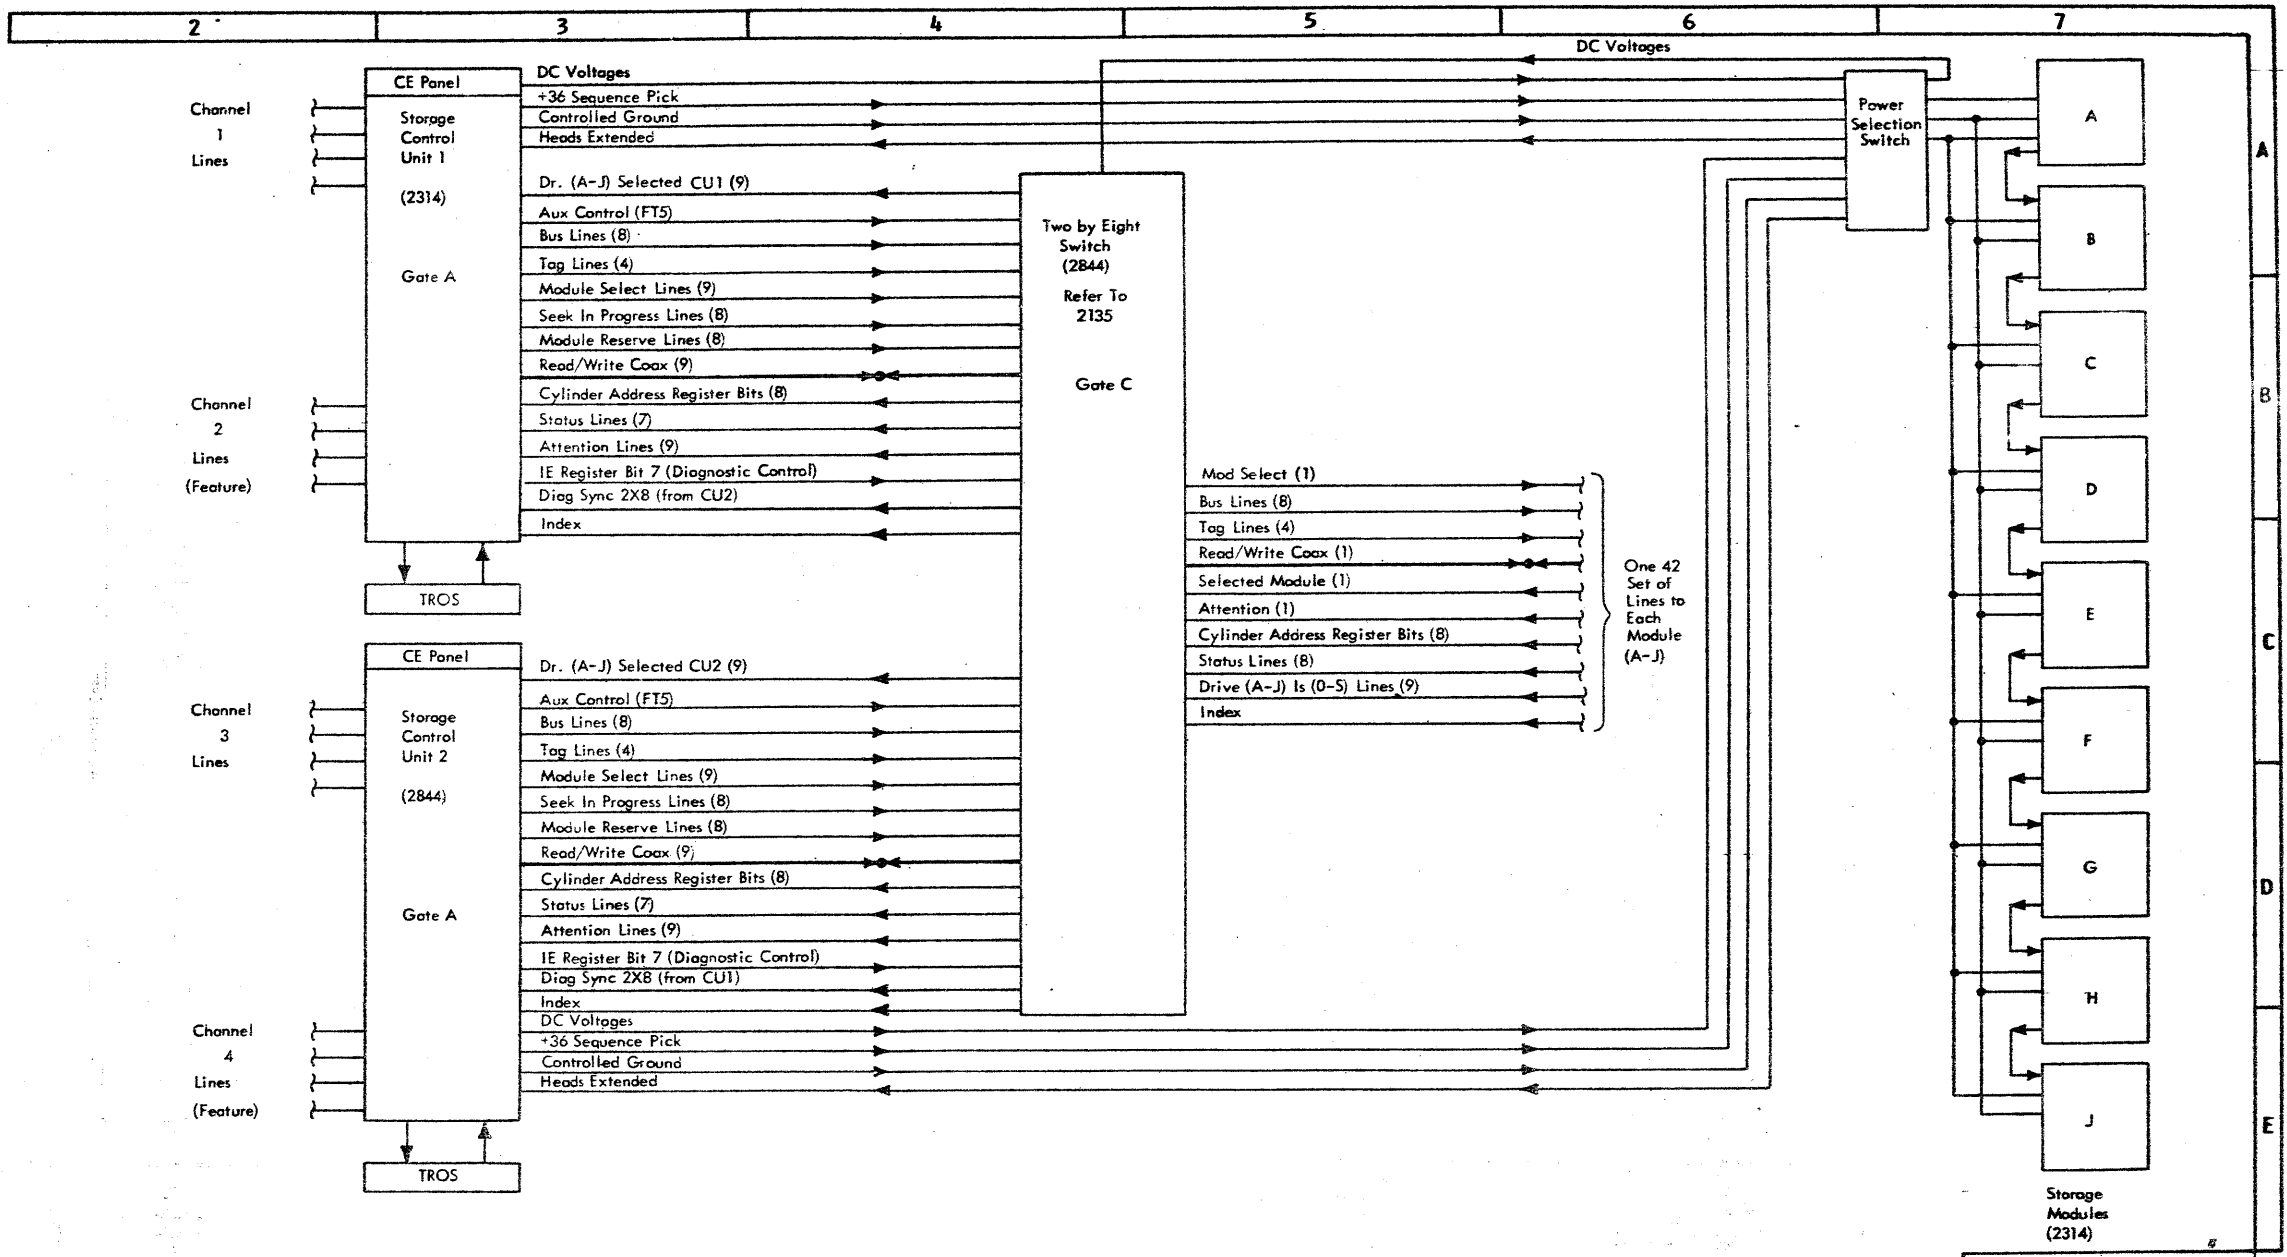 2
3
4
5
6
7
DC Voltages
A
B
C
D
E
Channel
1
Lines
Channel
2
Lines
(Feature)
CE Panel
Storage
Control
Unit 1
(2314)
Gate A
TROS
DC Voltages
+36 Sequence Pick
Controlled Ground
Heads Extended
Dr. (A-J) Selected CU1 (9)
Aux Control (FT5)
Bus Lines (8)
Tag Lines (4)
Module Select Lines (9)
Seek In Progress Lines (8)
Module Reserve Lines (8)
Read/Write Coax (9)
Cylinder Address Register Bits (8)
Status Lines (7)
Attention Lines (9)
IE Register Bit 7 (Diagnostic Control)
Diag Sync 2X8 (from CU2)
Index
Two by Eight
Switch
(2844)
Refer To
2135
Gate C
Mod Select (1)
Bus Lines (8)
Tag Lines (4)
Read/Write Coax (1)
Selected Module (1)
Attention (1)
Cylinder Address Register Bits (8)
Status Lines (8)
Drive (A-J) Is (0-S) Lines (9)
Index
One 42
Set of
Lines to
Each
Module
(A-J)
Power
Selection
Switch
A
B
C
D
E
F
G
H
J
Storage
Modules
(2314)
Channel
3
Lines
Channel
4
Lines
(Feature)
CE Panel
Storage
Control
Unit 2
(2844)
Gate A
TROS
Dr. (A-J) Selected CU2 (9)
Aux Control (FT5)
Bus Lines (8)
Tag Lines (4)
Module Select Lines (9)
Seek In Progress Lines (8)
Module Reserve Lines (8)
Read/Write Coax (9)
Cylinder Address Register Bits (8)
Status Lines (7)
Attention Lines (9)
IE Register Bit 7 (Diagnostic Control)
Diag Sync 2X8 (from CU1)
Index
DC Voltages
+36 Sequence Pick
Controlled Ground
Heads Extended